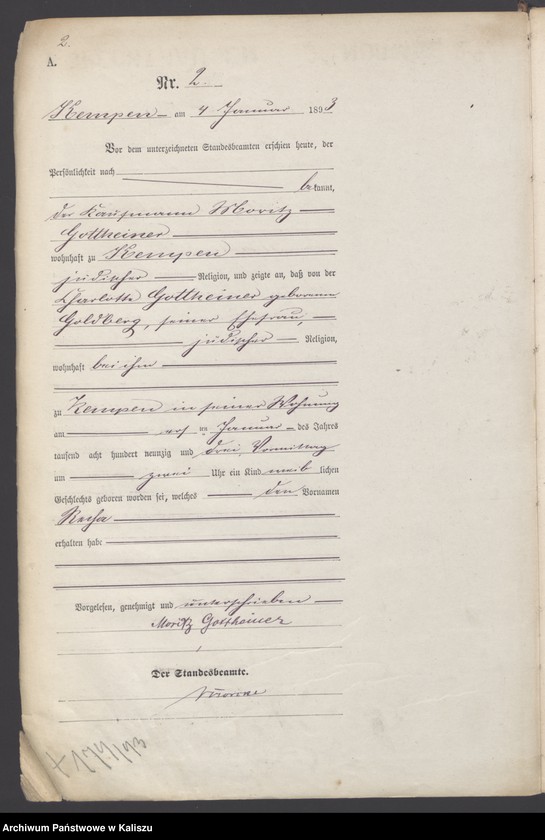 2.
A.
Nr. 2.
Kempen am 4 Januar 1893
Vor dem unterzeichneten Standesbeamten erschien heute, der
Persönlichkeit nach
bekannt,
der Kaufmann Moritz
Gottheiner
wohnhaft zu Kempen
jüdischer Religion, und zeigte an, daß von der
Charlotte Gottheiner geborenen
Goldberg, seiner Ehefrau,
jüdischer Religion,
wohnhaft bei ihm
zu Kempen in seiner Wohnung
am ersten Januar des Jahres
tausend acht hundert neunzig und drei Vormittag
um zwei Uhr ein Kind weiblichen
Geschlechts geboren worden sei, welches den Vornamen
Recha
erhalten habe
Vorgelesen, genehmigt und unterschrieben
Moritz Gottheiner
Der Standesbeamte.
Archiwum Państwowe w Kaliszu